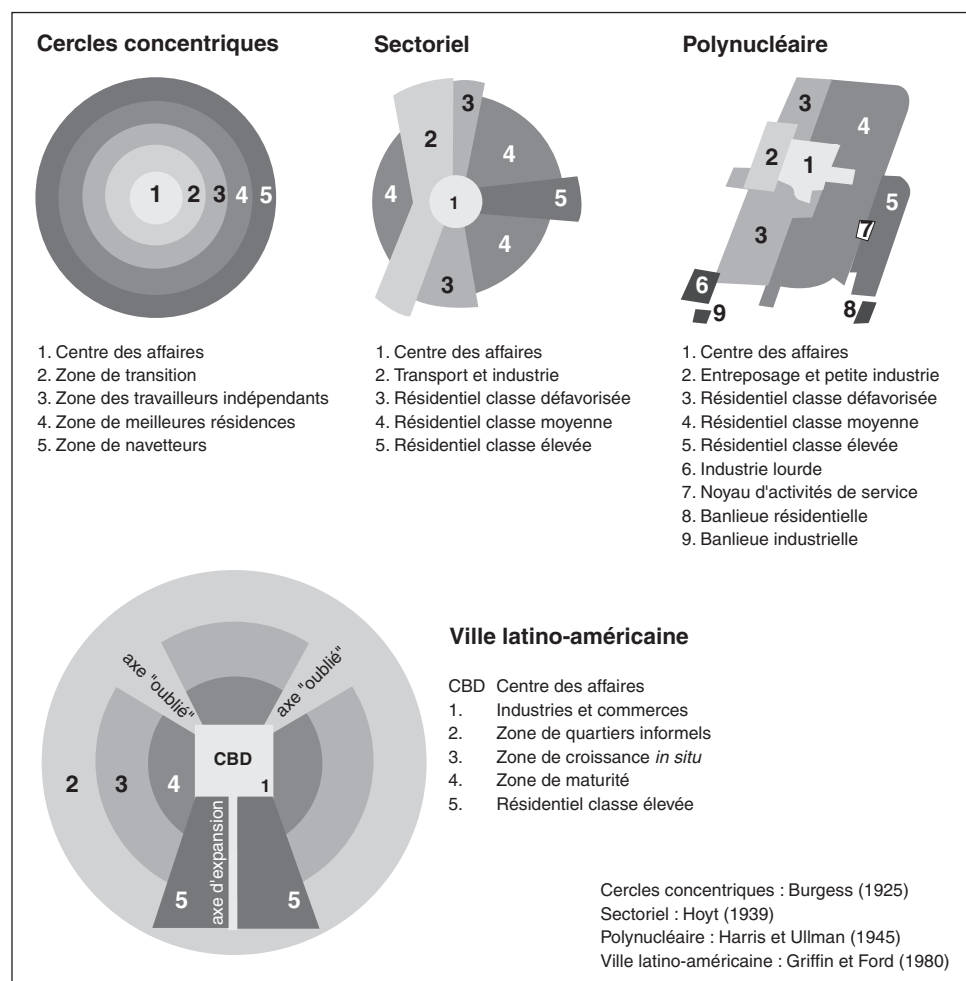 Cercles concentriques
1 2 3 4 5
1. Centre des affaires
2. Zone de transition
3. Zone des travailleurs indépendants
4. Zone de meilleures résidences
5. Zone de navetteurs
Sectoriel
3
2
4
4
5
1
4
3
1. Centre des affaires
2. Transport et industrie
3. Résidentiel classe défavorisée
4. Résidentiel classe moyenne
5. Résidentiel classe élevée
Polynucléaire
3
4
2
1
5
3
7
6
9
8
1. Centre des affaires
2. Entreposage et petite industrie
3. Résidentiel classe défavorisée
4. Résidentiel classe moyenne
5. Résidentiel classe élevée
6. Industrie lourde
7. Noyau d'activités de service
8. Banlieue résidentielle
9. Banlieue industrielle
axe "oublié"
axe "oublié"
CBD
2 3 4 1
axe d'expansion
5 5
Ville latino-américaine
CBD Centre des affaires
1. Industries et commerces
2. Zone de quartiers informels
3. Zone de croissance in situ
4. Zone de maturité
5. Résidentiel classe élevée
Cercles concentriques : Burgess (1925)
Sectoriel : Hoyt (1939)
Polynucléaire : Harris et Ullman (1945)
Ville latino-américaine : Griffin et Ford (1980)